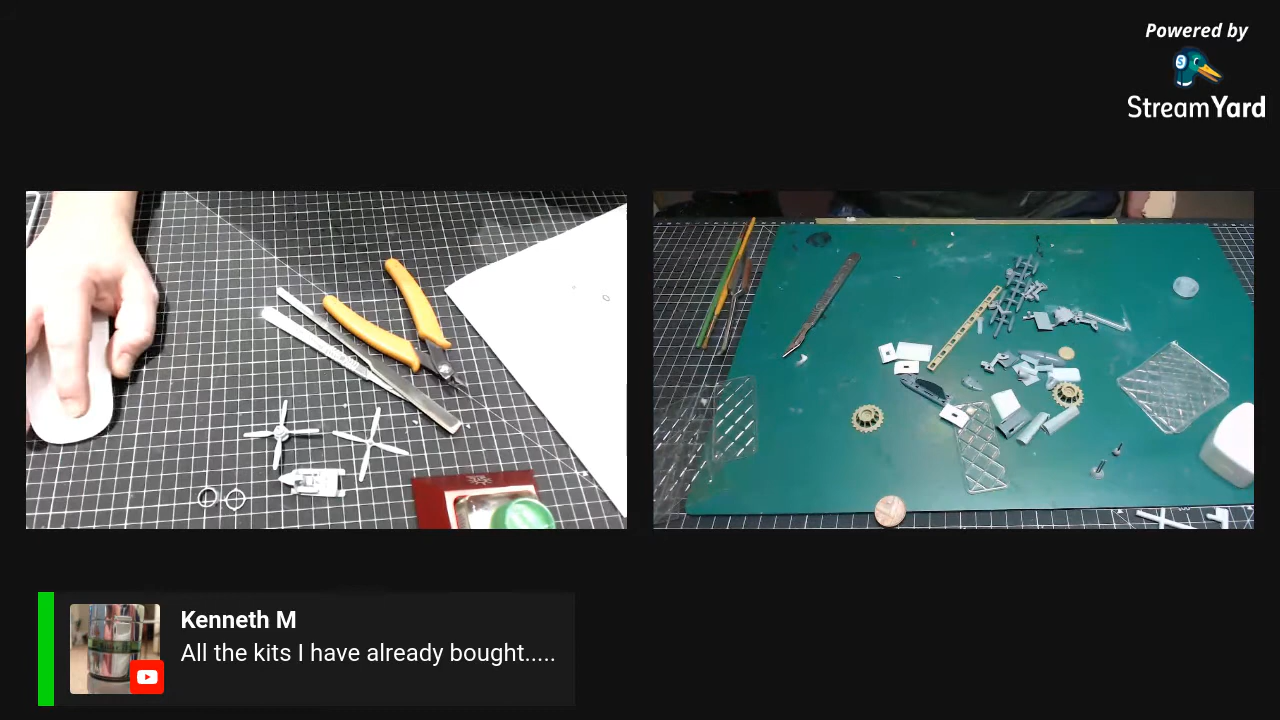 Powered by
StreamYard
Kenneth M
All the kits I have already bought.....